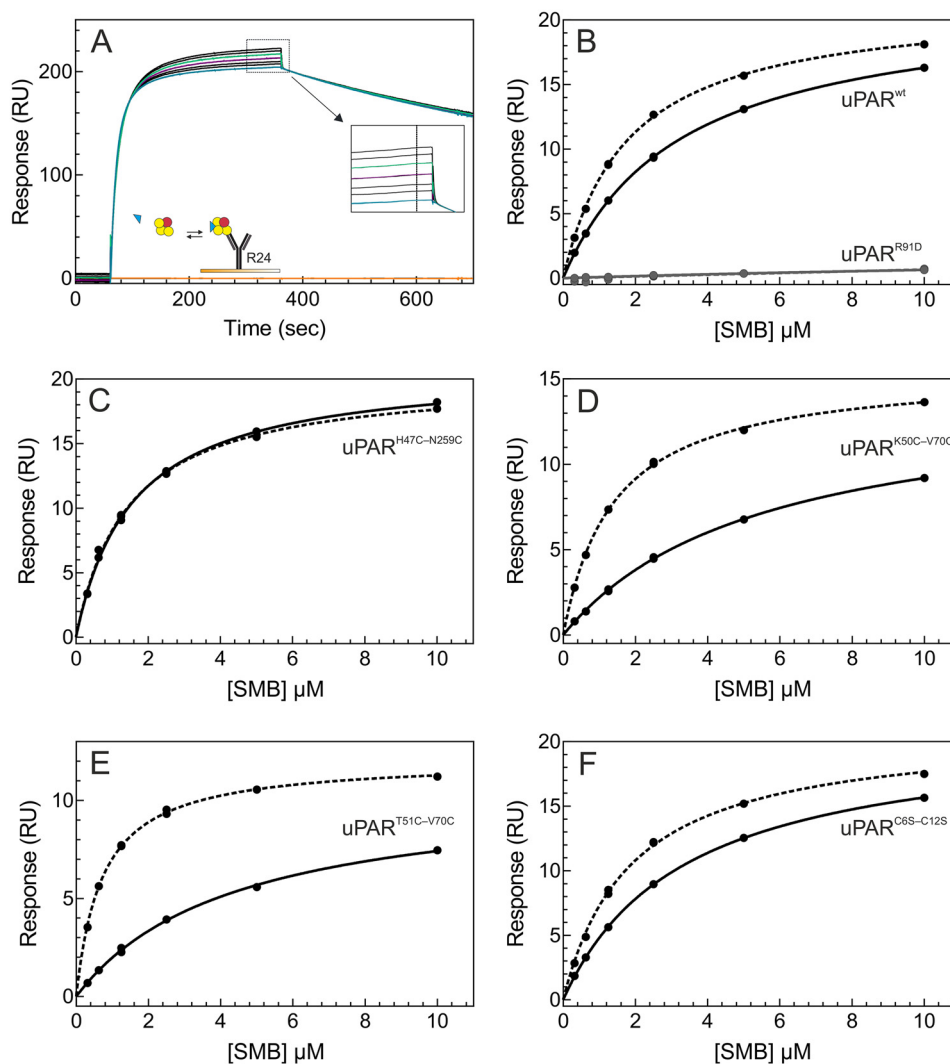 A
Response (RU)
200
100
0
R24
0
200
400
600
Time (sec)
B
Response (RU)
20
15
10
5
0
uPARwt
uPARR91D
0
2
4
6
8
10
[SMB] µM
C
Response (RU)
20
15
10
5
0
uPARH47C–N259C
0
2
4
6
8
10
[SMB] µM
D
Response (RU)
15
10
5
0
uPARK50C–V70C
0
2
4
6
8
10
[SMB] µM
E
Response (RU)
10
5
0
uPART51C–V70C
0
2
4
6
8
10
[SMB] µM
F
Response (RU)
20
15
10
5
0
uPARC6S–C12S
0
2
4
6
8
10
[SMB] µM